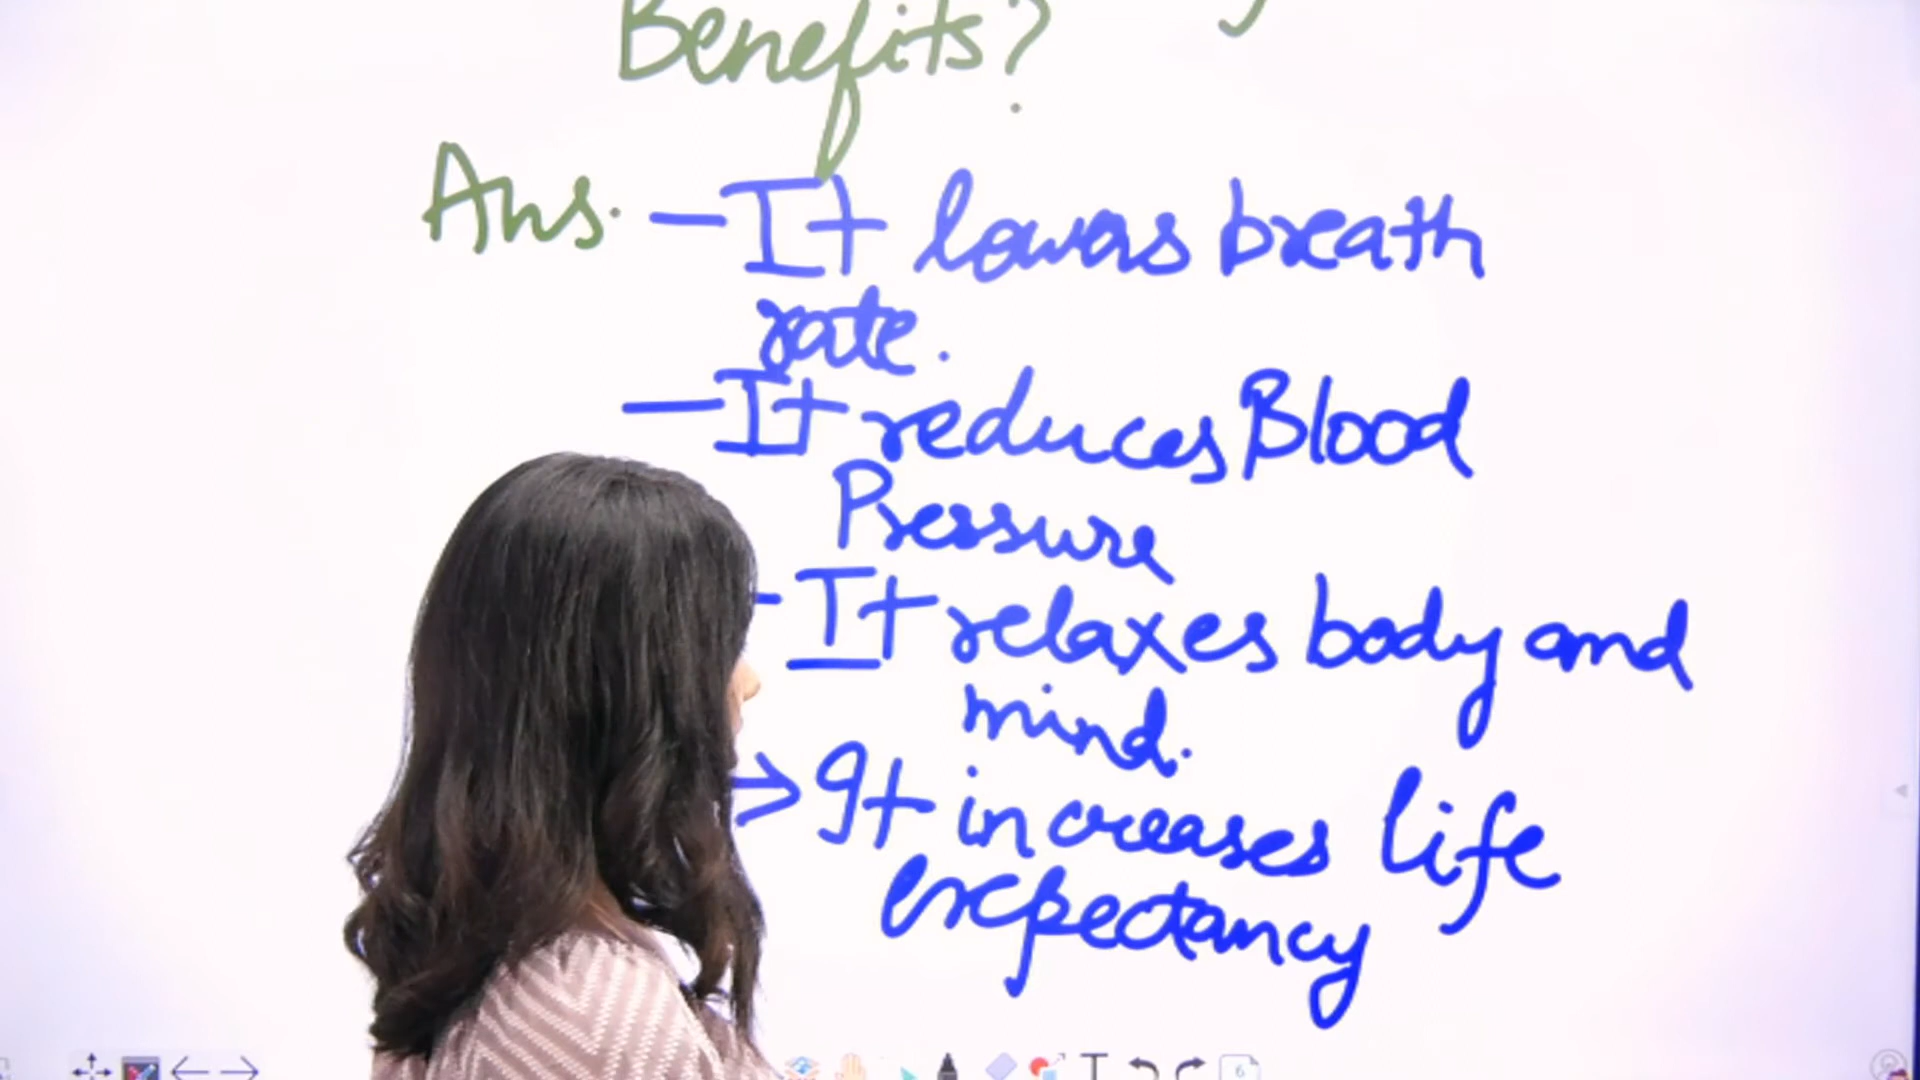 Benefits?
Ans. - It lowers breath
rate.
- It reduces Blood
Pressure
- It relaxes body and
mind.
→ It increases life
expectancy
T
6